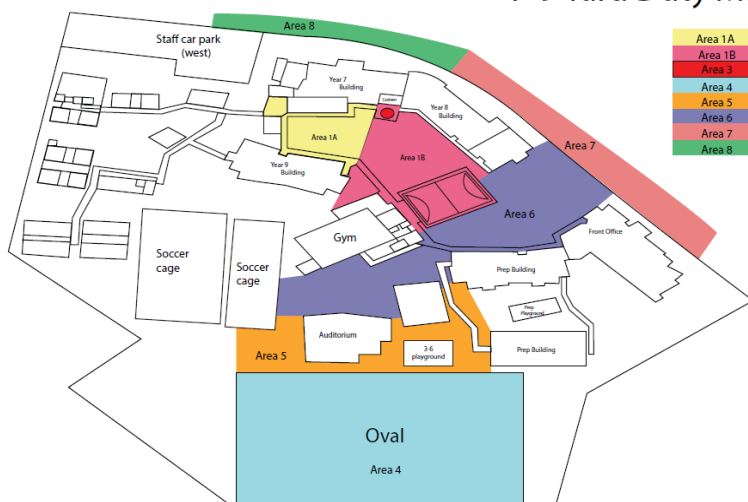 Area 8
Staff car park
(west)
Area 1A
Area 1B
Area 3
Area 4
Area 5
Area 6
Area 7
Area 8
Year 7
Building
Canteen
Year 8
Building
Area 1A
Area 1B
Area 7
Year 9
Building
Area 6
Gym
Front Office
Soccer
cage
Soccer
cage
Prep Building
Prep
Playground
Auditorium
3-6
playground
Prep Building
Area 5
Oval
Area 4